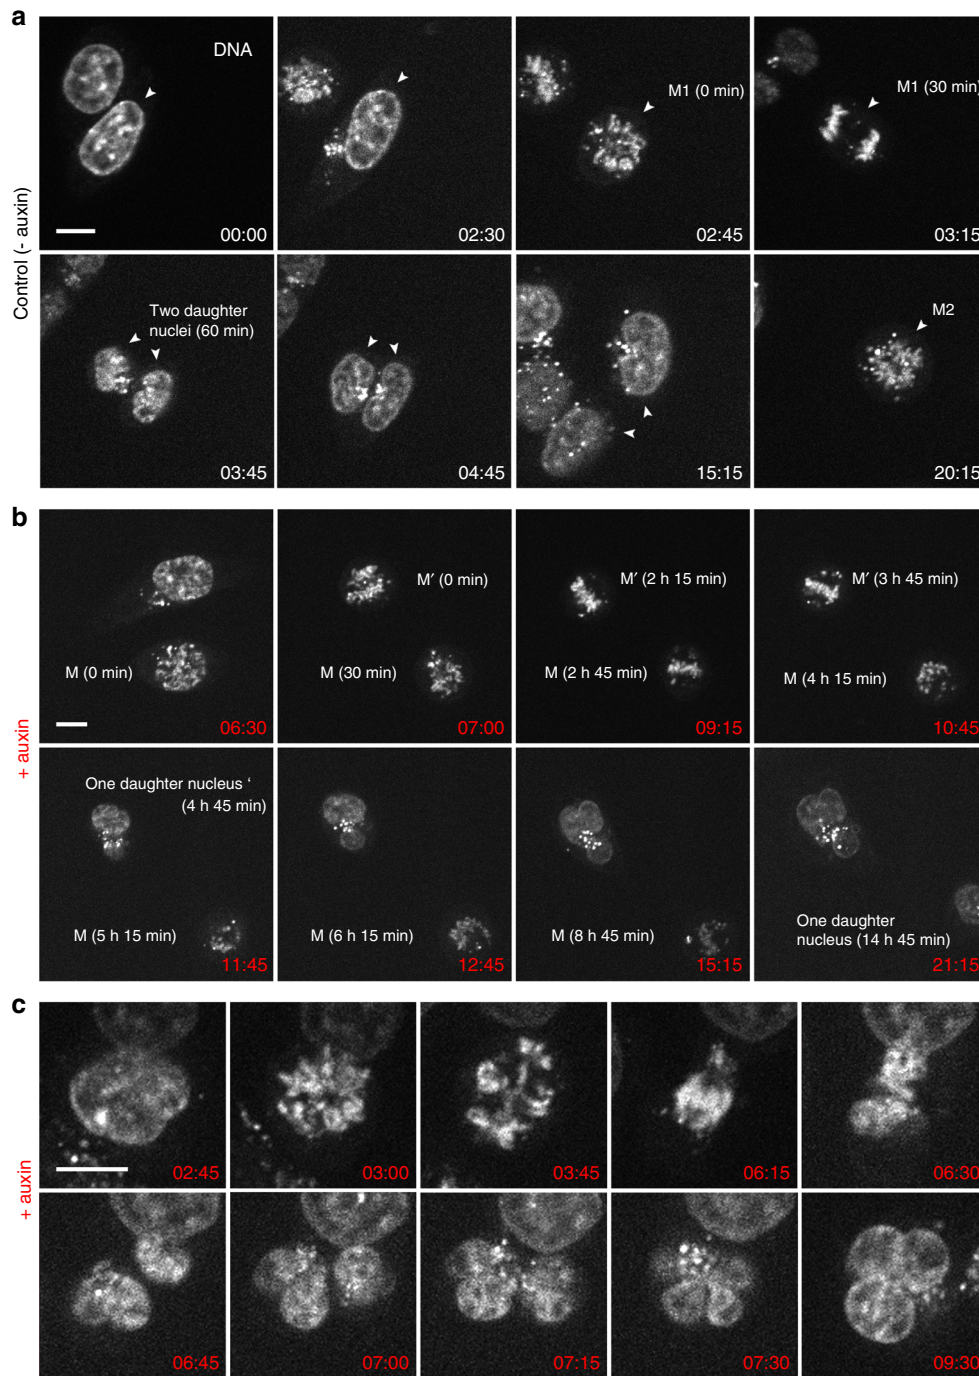 a
Control (- auxin)
DNA
00:00
02:30
M1 (0 min)
02:45
M1 (30 min)
03:15
Two daughter
nuclei (60 min)
03:45
04:45
15:15
M2
20:15
b
+ auxin
M (0 min)
06:30
M′ (0 min)
M (30 min)
07:00
M′ (2 h 15 min)
M (2 h 45 min)
09:15
M′ (3 h 45 min)
M (4 h 15 min)
10:45
One daughter nucleus ‘
(4 h 45 min)
M (5 h 15 min)
11:45
M (6 h 15 min)
12:45
M (8 h 45 min)
15:15
One daughter
nucleus (14 h 45 min)
21:15
c
+ auxin
02:45
03:00
03:45
06:15
06:30
06:45
07:00
07:15
07:30
09:30